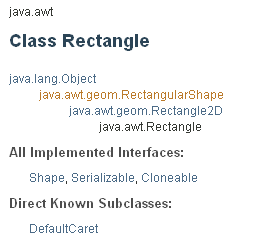 java.awt
Class Rectangle
java.lang.Object
java.awt.geom.RectangularShape
java.awt.geom.Rectangle2D
java.awt.Rectangle
All Implemented Interfaces:
Shape, Serializable, Cloneable
Direct Known Subclasses:
DefaultCaret